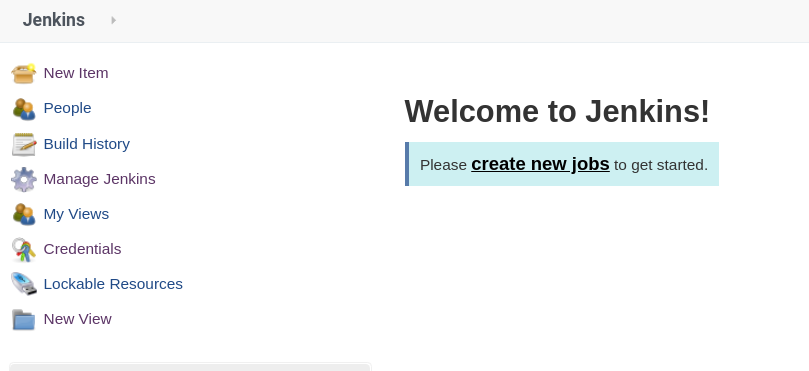 Jenkins
New Item
People
Build History
Manage Jenkins
My Views
Credentials
Lockable Resources
New View
Welcome to Jenkins!
Please create new jobs to get started.